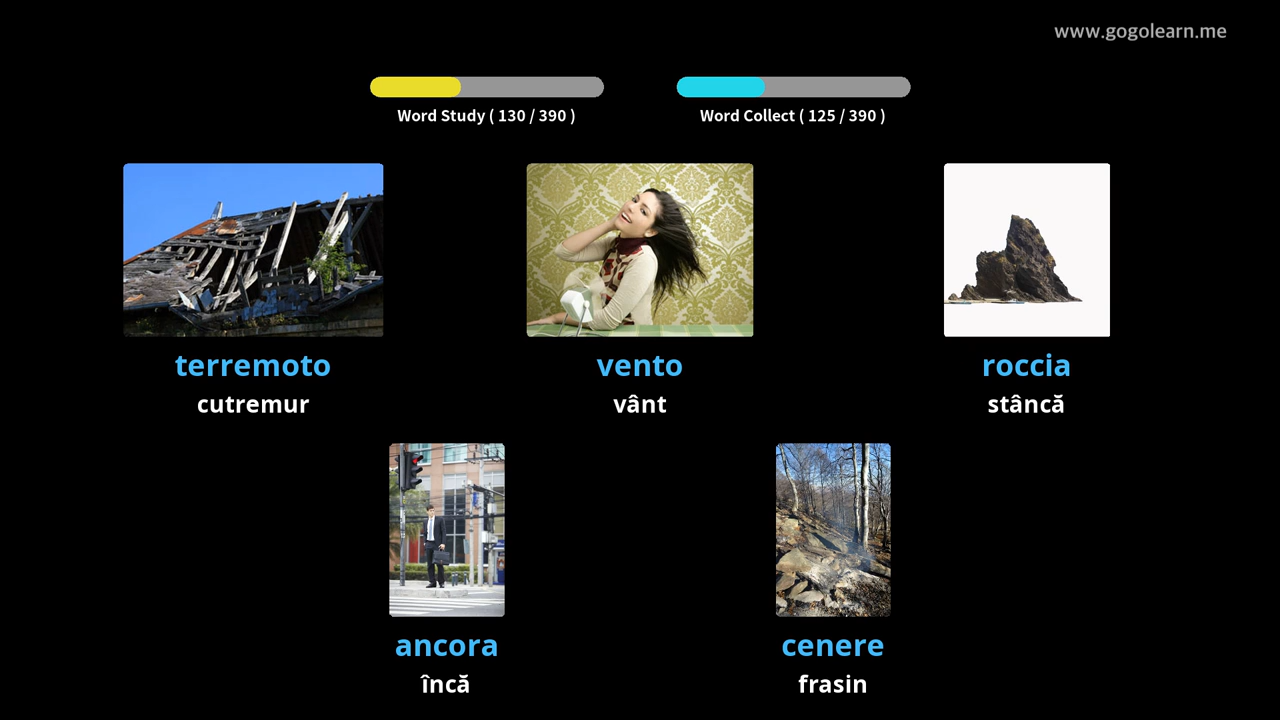 www.gogolearn.me
Word Study ( 130 / 390 )
Word Collect ( 125 / 390 )
terremoto
cutremur
vento
vânt
roccia
stâncă
ancora
încă
cenere
frasin